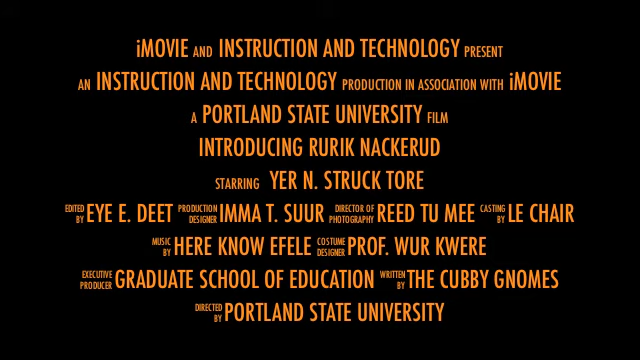 iMOVIE AND INSTRUCTION AND TECHNOLOGY PRESENT
AN INSTRUCTION AND TECHNOLOGY PRODUCTION IN ASSOCIATION WITH iMOVIE
A PORTLAND STATE UNIVERSITY FILM
INTRODUCING RURIK NACKERUD
STARRING YER N. STRUCK TORE
EDITED BY EYE E. DEET PRODUCTION DESIGNER IMMA T. SUUR DIRECTOR OF PHOTOGRAPHY REED TU MEE CASTING BY LE CHAIR
MUSIC BY HERE KNOW EFELE COSTUME DESIGNER PROF. WUR KWERE
EXECUTIVE PRODUCER GRADUATE SCHOOL OF EDUCATION WRITTEN BY THE CUBBY GNOMES
DIRECTED BY PORTLAND STATE UNIVERSITY